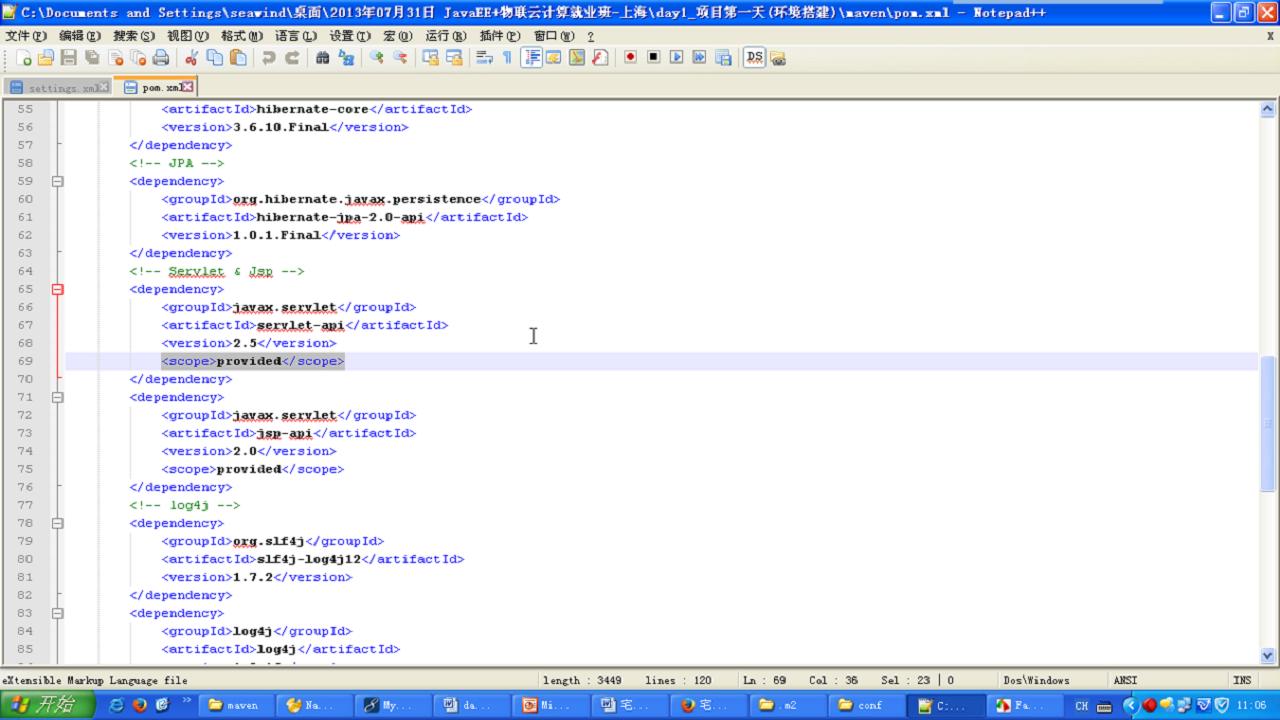 C:\Documents and Settings\seawind\桌面\2013年07月31日 JavaEE+物联云计算就业班-上海\day1_项目第一天(环境搭建)\maven\pom.xml - Notepad++
文件(F) 编辑(E) 搜索(S) 视图(V) 格式(M) 语言(L) 设置(T) 宏(O) 运行(R) 插件(P) 窗口(W) ? X
settings.xml pom.xml
55 <artifactId>hibernate-core</artifactId>
56 <version>3.6.10.Final</version>
57 </dependency>
58 <!-- JPA -->
59 <dependency>
60 <groupId>org.hibernate.javax.persistence</groupId>
61 <artifactId>hibernate-jpa-2.0-api</artifactId>
62 <version>1.0.1.Final</version>
63 </dependency>
64 <!-- Servlet & Jsp -->
65 <dependency>
66 <groupId>javax.servlet</groupId>
67 <artifactId>servlet-api</artifactId>
68 <version>2.5</version>
69 <scope>provided</scope>
70 </dependency>
71 <dependency>
72 <groupId>javax.servlet</groupId>
73 <artifactId>jsp-api</artifactId>
74 <version>2.0</version>
75 <scope>provided</scope>
76 </dependency>
77 <!-- log4j -->
78 <dependency>
79 <groupId>org.slf4j</groupId>
80 <artifactId>slf4j-log4j12</artifactId>
81 <version>1.7.2</version>
82 </dependency>
83 <dependency>
84 <groupId>log4j</groupId>
85 <artifactId>log4j</artifactId>
eXtensible Markup Language file length : 3449 lines : 120 Ln : 69 Col : 36 Sel : 23 | 0 Dos\Windows ANSI INS
开始 maven Na... My... da... Mi... 宅... 宅... .m2 conf C:... Fa... CH 11:06